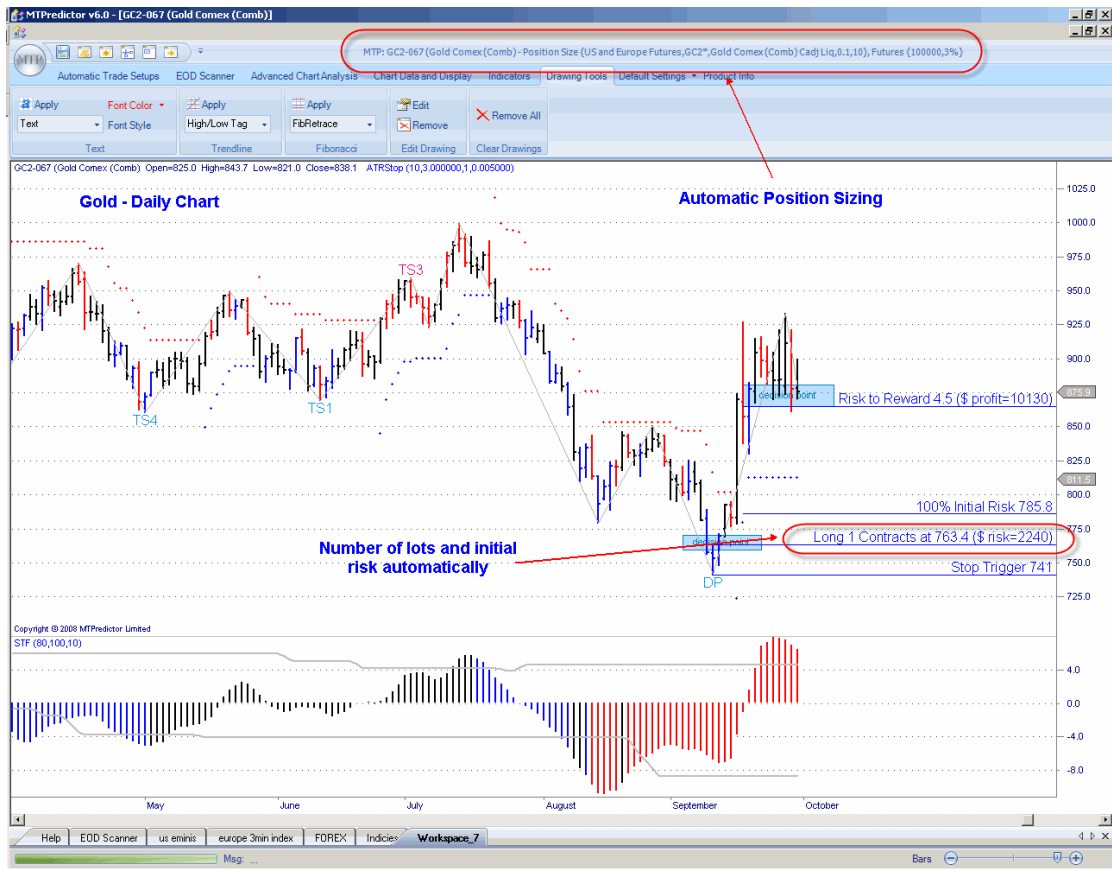 MTPredictor v6.0 - [GC2-067 (Gold Comex (Comb)]
MTP
MTP: GC2-067 (Gold Comex (Comb) - Position Size {US and Europe Futures,GC2*,Gold Comex (Comb) Cadj Liq,0.1,10}, Futures {100000,3%}
Automatic Trade Setups EOD Scanner Advanced Chart Analysis Chart Data and Display Indicators Drawing Tools Default Settings Product Info
Apply Font Color Apply Apply Edit Remove All
Text Font Style High/Low Tag FibRetrace Remove
Text Trendline Fibonacci Edit Drawing Clear Drawings
GC2-067 (Gold Comex (Comb) Open=825.0 High=843.7 Low=821.0 Close=838.1 ATRStop (10,3.000000,1,0.005000)
Gold - Daily Chart
Automatic Position Sizing
1025.0
1000.0
975.0
950.0
925.0
900.0
875.9
850.0
825.0
811.5
800.0
775.0
750.0
725.0
TS3
TS4
TS1
decision point
Risk to Reward 4.5 ($ profit=10130)
100% Initial Risk 785.8
Long 1 Contracts at 763.4 ($ risk=2240)
decision point
Stop Trigger 741
DP
Number of lots and initial
risk automatically
Copyright © 2008 MTPredictor Limited
STF (80,100,10)
4.0
0.0
-4.0
-8.0
May June July August September October
Help EOD Scanner us eminis europe 3min index FOREX Indicies Workspace_7
Msg: ... Bars